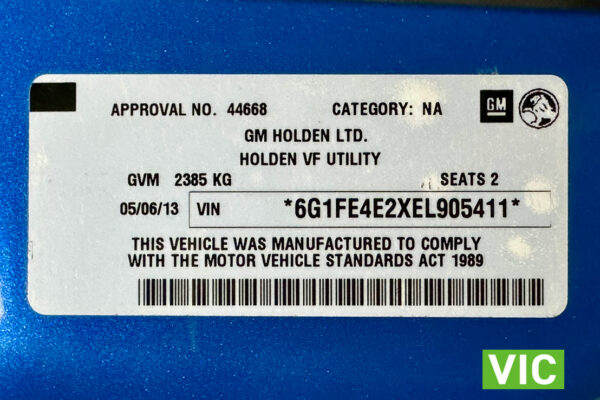 APPROVAL NO. 44668 CATEGORY: NA GM
GM HOLDEN LTD.
HOLDEN VF UTILITY
GVM 2385 KG SEATS 2
05/06/13 VIN *6G1FE4E2XEL905411*
THIS VEHICLE WAS MANUFACTURED TO COMPLY
WITH THE MOTOR VEHICLE STANDARDS ACT 1989
VIC